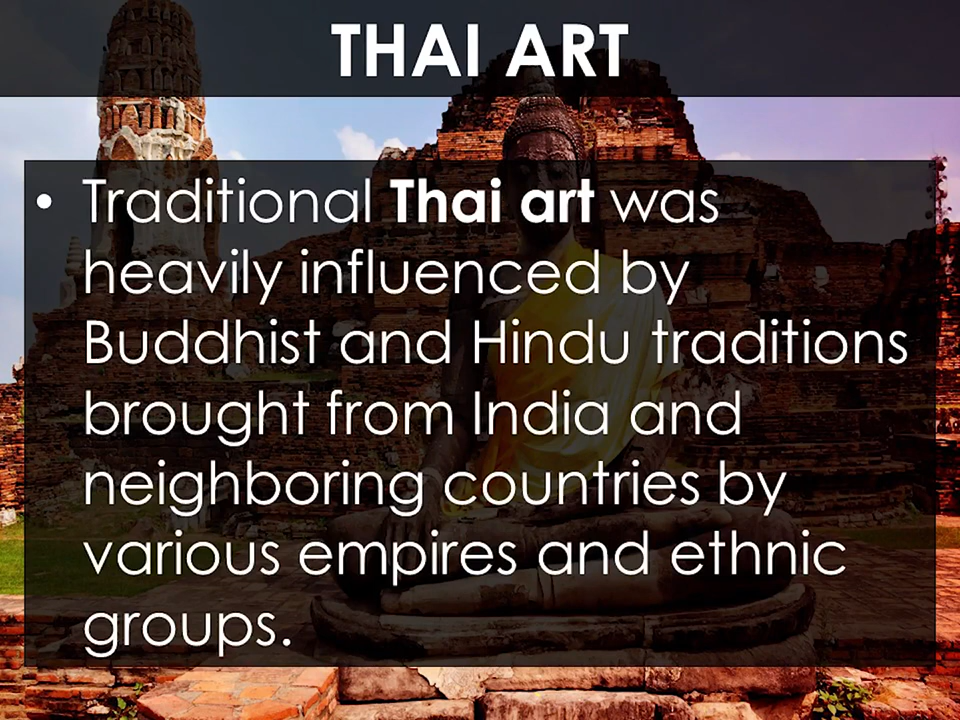 THAI ART
• Traditional Thai art was
heavily influenced by
Buddhist and Hindu traditions
brought from India and
neighboring countries by
various empires and ethnic
groups.